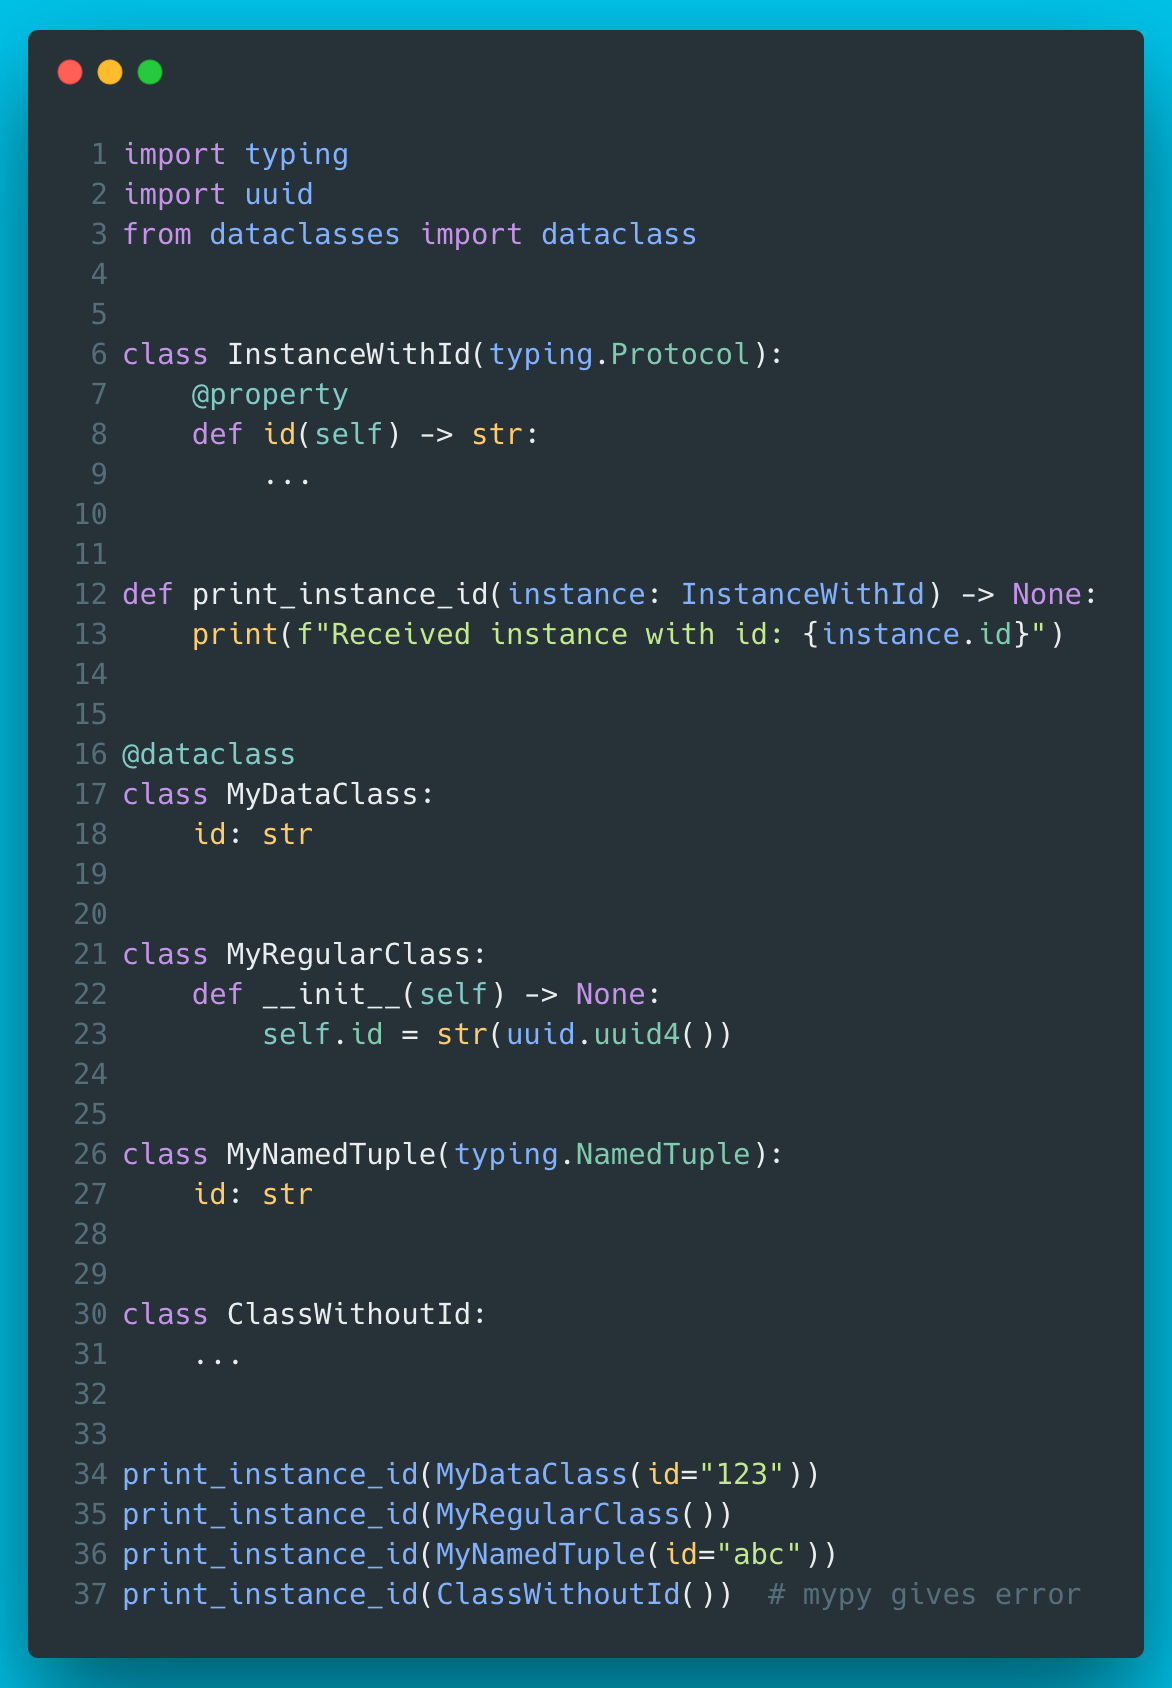 1 import typing
2 import uuid
3 from dataclasses import dataclass
4
5
6 class InstanceWithId(typing.Protocol):
7     @property
8     def id(self) -> str:
9         ...
10
11
12 def print_instance_id(instance: InstanceWithId) -> None:
13     print(f"Received instance with id: {instance.id}")
14
15
16 @dataclass
17 class MyDataClass:
18     id: str
19
20
21 class MyRegularClass:
22     def __init__(self) -> None:
23         self.id = str(uuid.uuid4())
24
25
26 class MyNamedTuple(typing.NamedTuple):
27     id: str
28
29
30 class ClassWithoutId:
31     ...
32
33
34 print_instance_id(MyDataClass(id="123"))
35 print_instance_id(MyRegularClass())
36 print_instance_id(MyNamedTuple(id="abc"))
37 print_instance_id(ClassWithoutId())  # mypy gives error